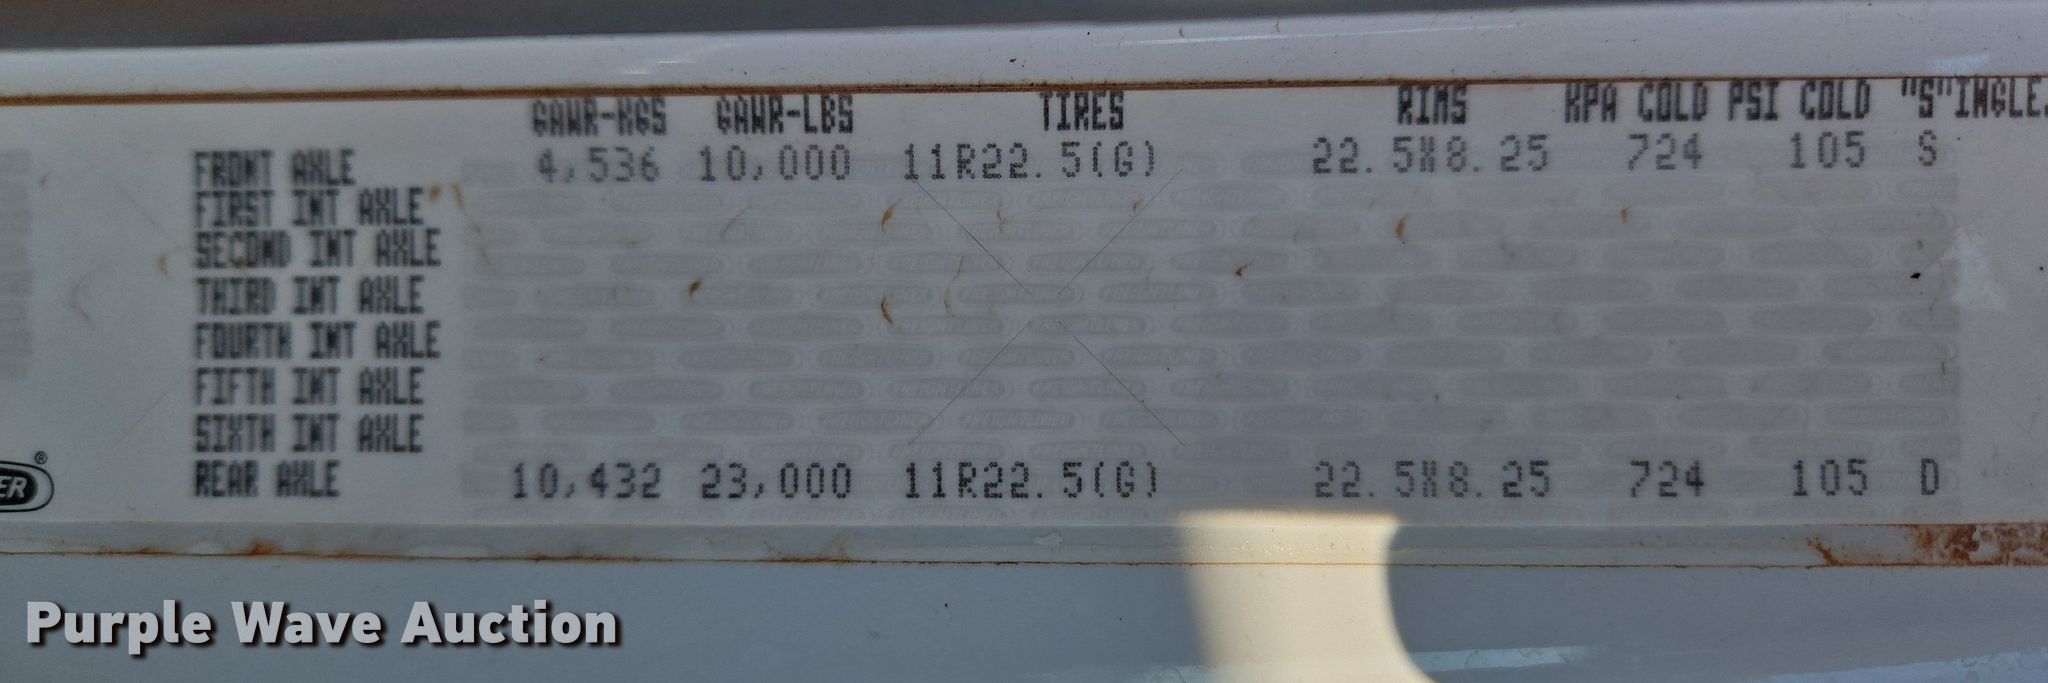 GAWR-KGS GAWR-LBS TIRES RIMS KPA COLD PSI COLD "S"INGLE
FRONT AXLE 4,536 10,000 11R22.5(G) 22.5X8.25 724 105 S
FIRST INT AXLE
SECOND INT AXLE
THIRD INT AXLE
FOURTH INT AXLE
FIFTH INT AXLE
SIXTH INT AXLE
REAR AXLE 10,432 23,000 11R22.5(G) 22.5X8.25 724 105 D
ER®
Purple Wave Auction